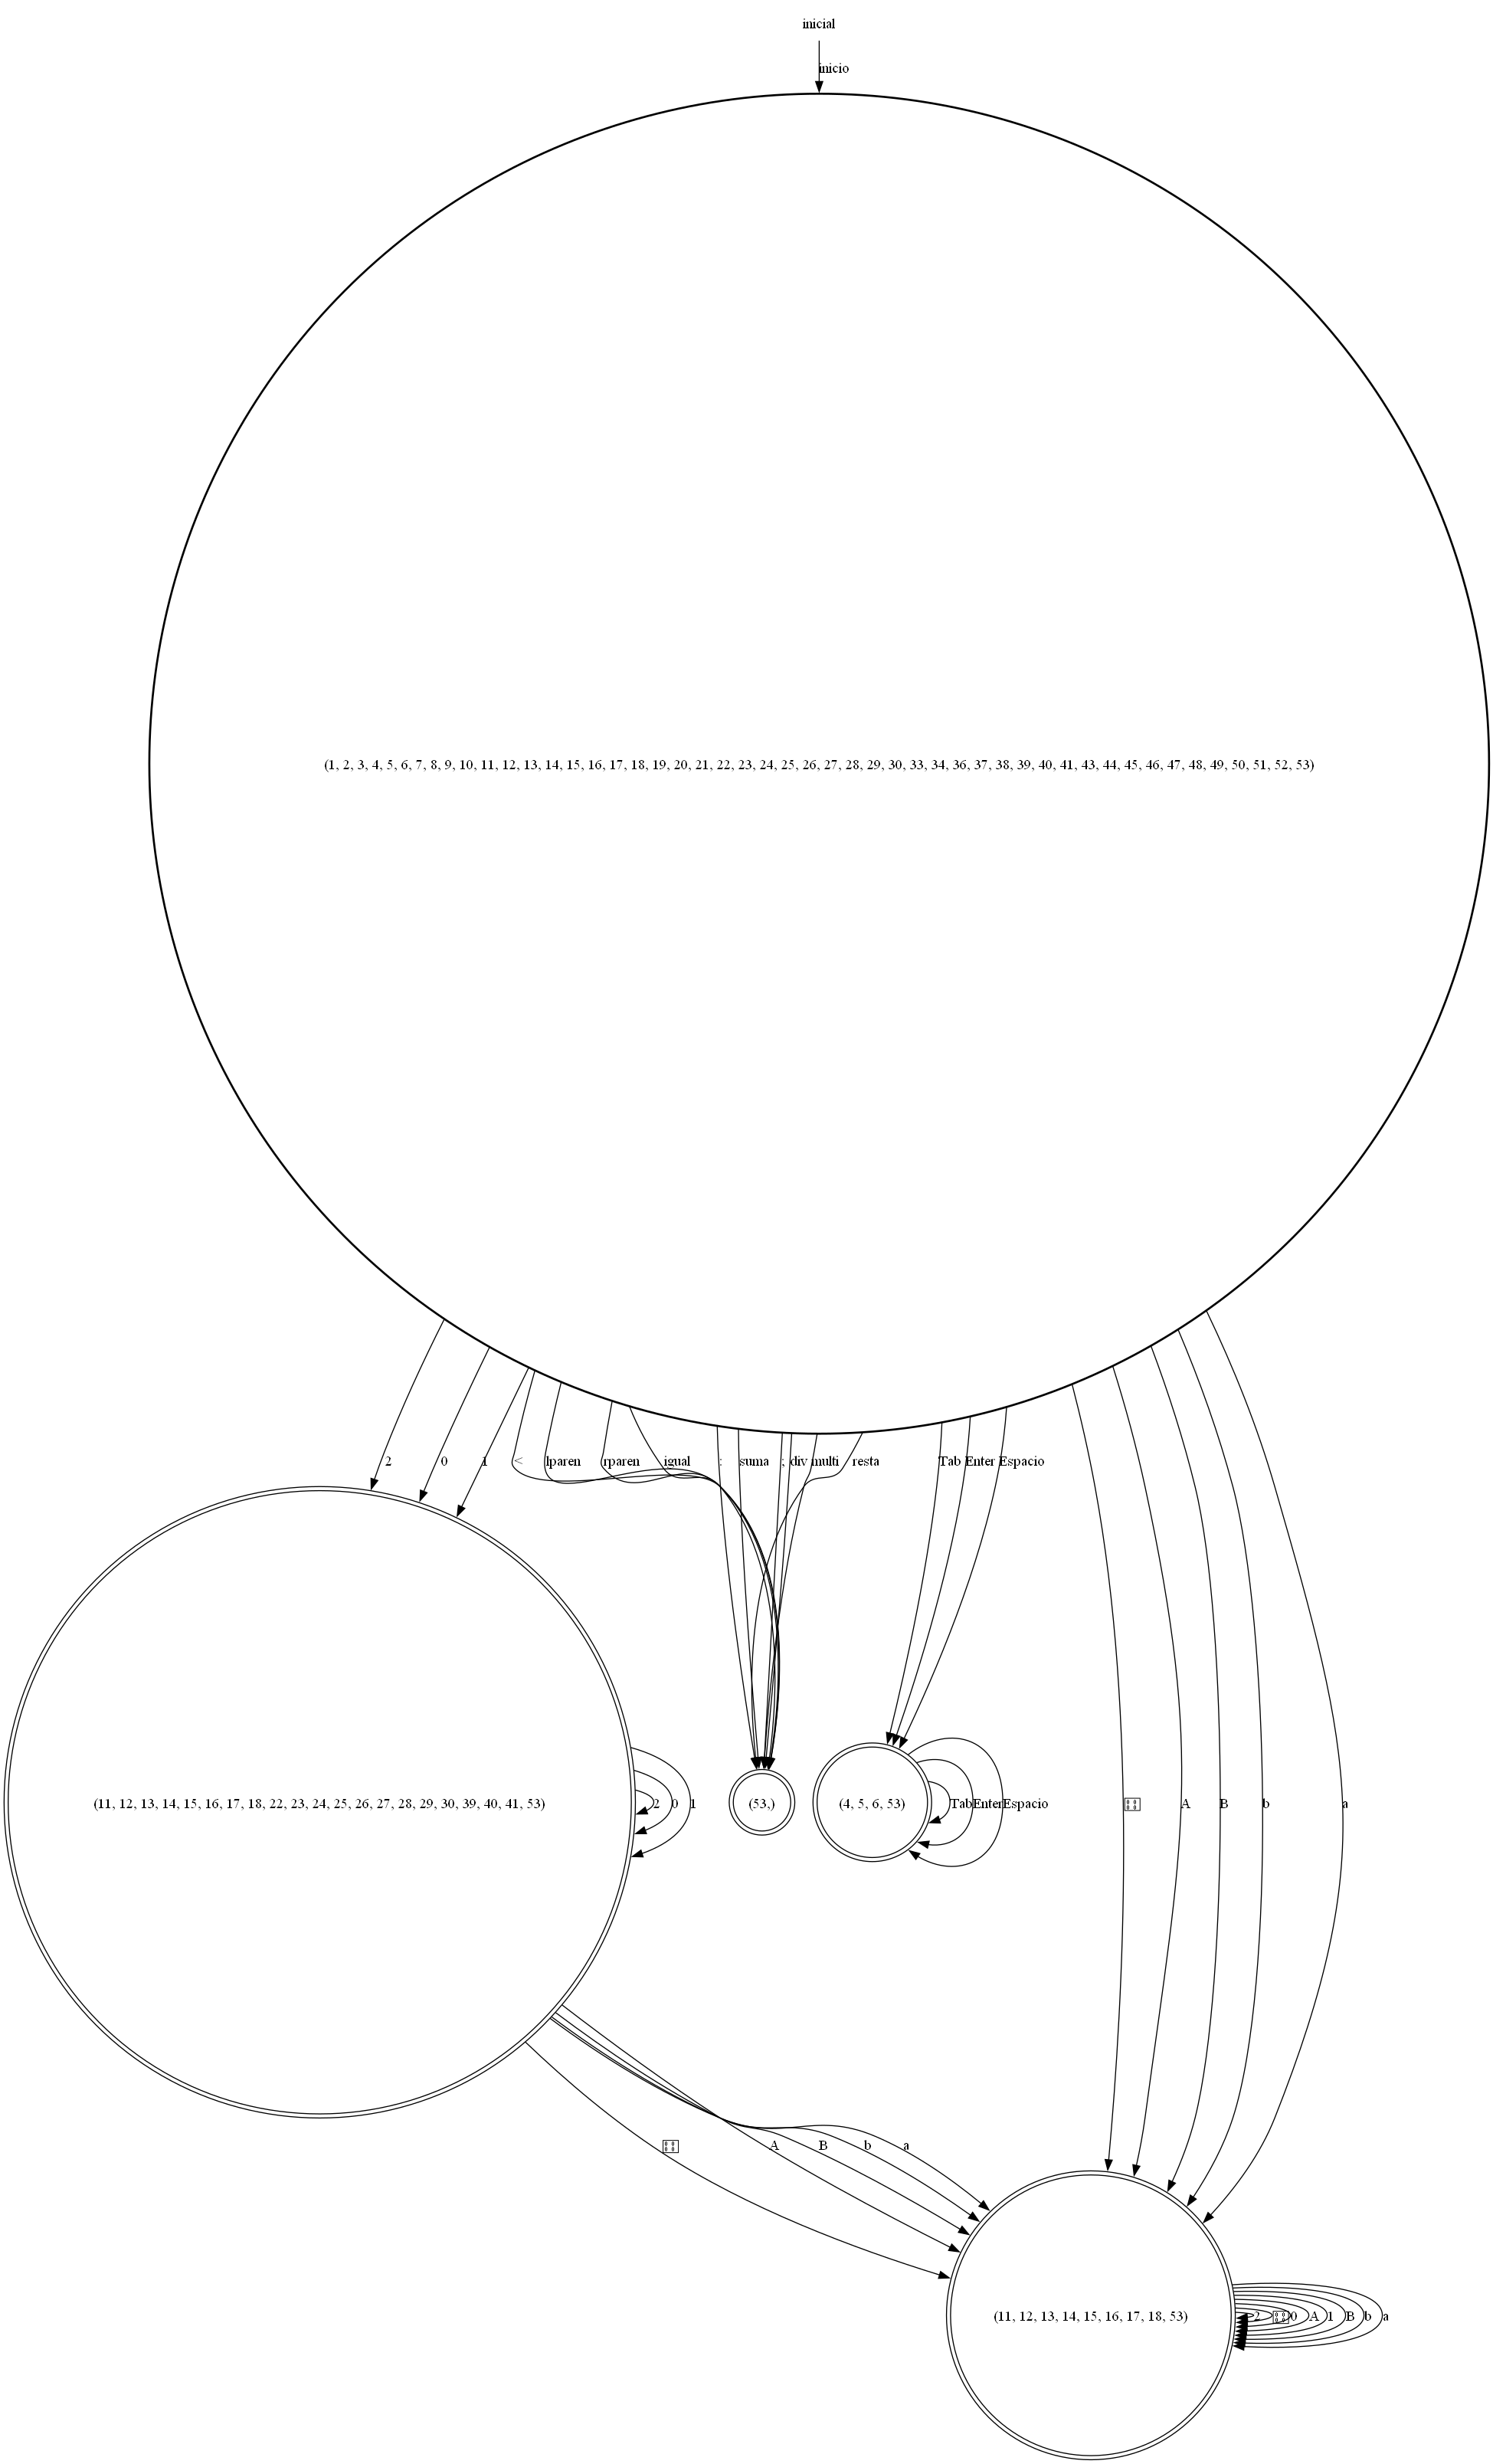 inicial
inicio
(1, 2, 3, 4, 5, 6, 7, 8, 9, 10, 11, 12, 13, 14, 15, 16, 17, 18, 19, 20, 21, 22, 23, 24, 25, 26, 27, 28, 29, 30, 33, 34, 36, 37, 38, 39, 40, 41, 43, 44, 45, 46, 47, 48, 49, 50, 51, 52, 53)
2 0 1 < lparen rparen igual : suma ; div multi resta Tab Enter Espacio
(11, 12, 13, 14, 15, 16, 17, 18, 22, 23, 24, 25, 26, 27, 28, 29, 30, 39, 40, 41, 53) 2 0 1 (53,) (4, 5, 6, 53) Tab Enter Espacio A B b a
A B b a
(11, 12, 13, 14, 15, 16, 17, 18, 53) 2 0 A 1 B b a